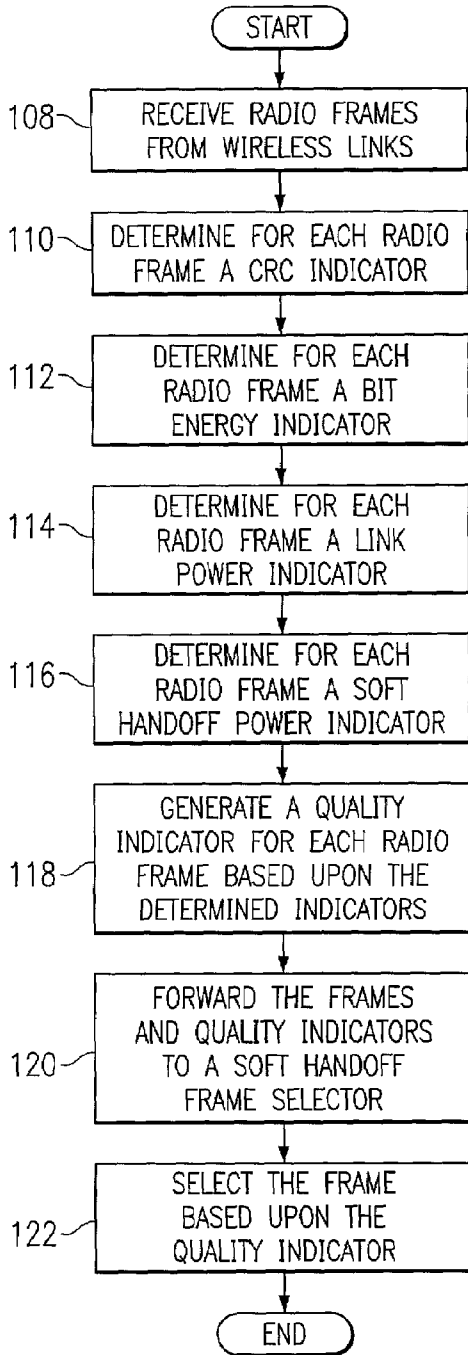 START
108
RECEIVE RADIO FRAMES
FROM WIRELESS LINKS
110
DETERMINE FOR EACH RADIO
FRAME A CRC INDICATOR
112
DETERMINE FOR EACH
RADIO FRAME A BIT
ENERGY INDICATOR
114
DETERMINE FOR EACH
RADIO FRAME A LINK
POWER INDICATOR
116
DETERMINE FOR EACH
RADIO FRAME A SOFT
HANDOFF POWER INDICATOR
118
GENERATE A QUALITY
INDICATOR FOR EACH RADIO
FRAME BASED UPON THE
DETERMINED INDICATORS
120
FORWARD THE FRAMES
AND QUALITY INDICATORS
TO A SOFT HANDOFF
FRAME SELECTOR
122
SELECT THE FRAME
BASED UPON THE
QUALITY INDICATOR
END